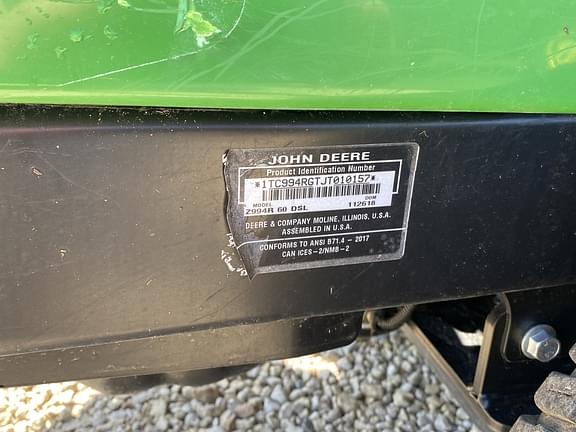 JOHN DEERE
Product Identification Number
*1TC994RGTJT010157*
MODEL DOM
Z994R 60 DSL 112618
DEERE & COMPANY MOLINE, ILLINOIS, U.S.A.
ASSEMBLED IN U.S.A.
CONFORMS TO ANSI B71.4 - 2017
CAN ICES-2/NMB-2